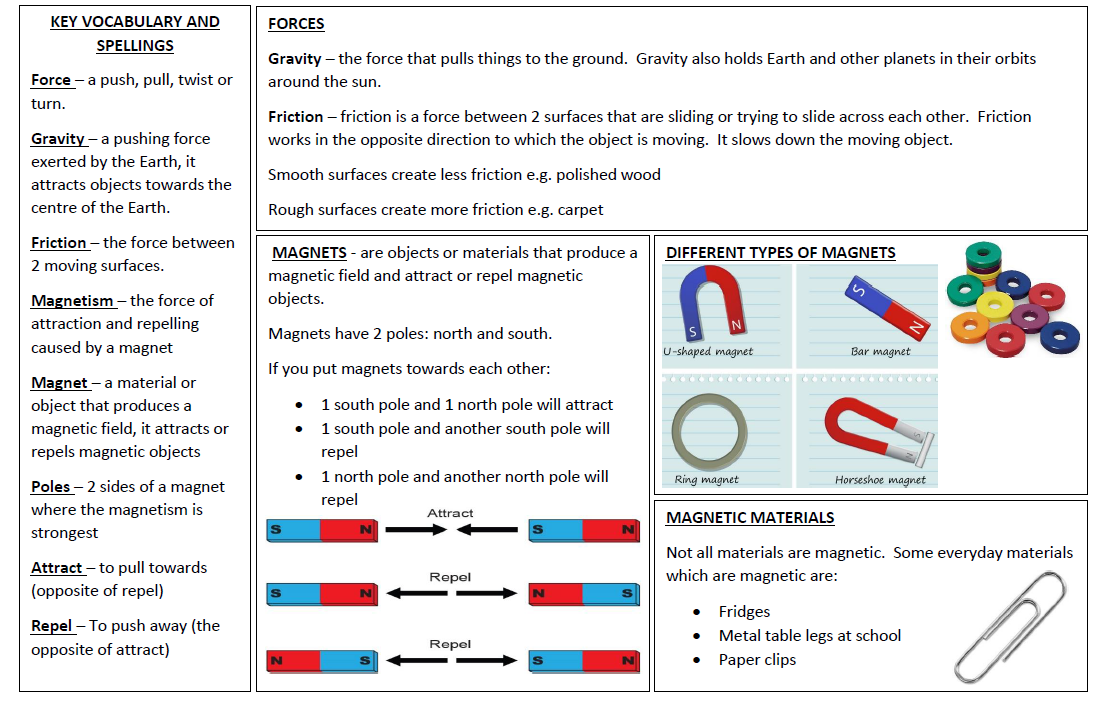 KEY VOCABULARY AND
SPELLINGS
Force – a push, pull, twist or
turn.
Gravity – a pushing force
exerted by the Earth, it
attracts objects towards the
centre of the Earth.
Friction – the force between
2 moving surfaces.
Magnetism – the force of
attraction and repelling
caused by a magnet
Magnet – a material or
object that produces a
magnetic field, it attracts or
repels magnetic objects
Poles – 2 sides of a magnet
where the magnetism is
strongest
Attract – to pull towards
(opposite of repel)
Repel – To push away (the
opposite of attract)
FORCES
Gravity – the force that pulls things to the ground. Gravity also holds Earth and other planets in their orbits
around the sun.
Friction – friction is a force between 2 surfaces that are sliding or trying to slide across each other. Friction
works in the opposite direction to which the object is moving. It slows down the moving object.
Smooth surfaces create less friction e.g. polished wood
Rough surfaces create more friction e.g. carpet
MAGNETS - are objects or materials that produce a
magnetic field and attract or repel magnetic
objects.
Magnets have 2 poles: north and south.
If you put magnets towards each other:
• 1 south pole and 1 north pole will attract
• 1 south pole and another south pole will
repel
• 1 north pole and another north pole will
repel
Attract
S N S N
Repel
S N N S
Repel
N S S N
DIFFERENT TYPES OF MAGNETS
S N
U-shaped magnet
S N
Bar magnet
Ring magnet
S
N
Horseshoe magnet
MAGNETIC MATERIALS
Not all materials are magnetic. Some everyday materials
which are magnetic are:
• Fridges
• Metal table legs at school
• Paper clips